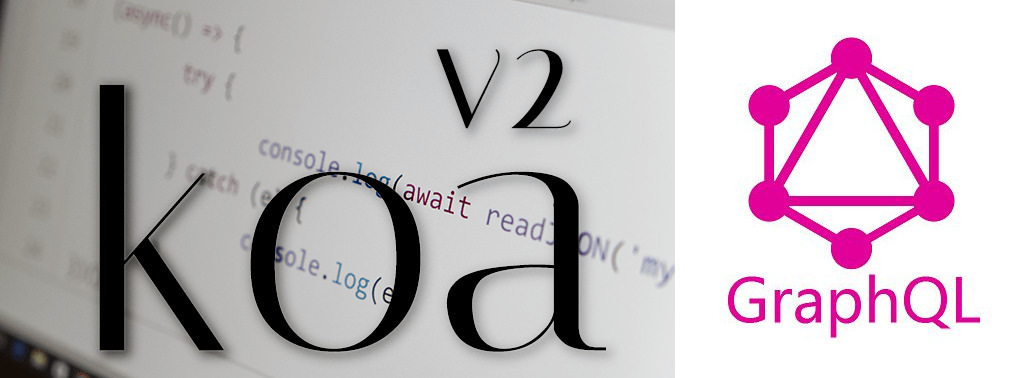 (async() => {
try {
v2
koa
console.log(await readJSON('my
} catch (e) {
console.log(e
GraphQL